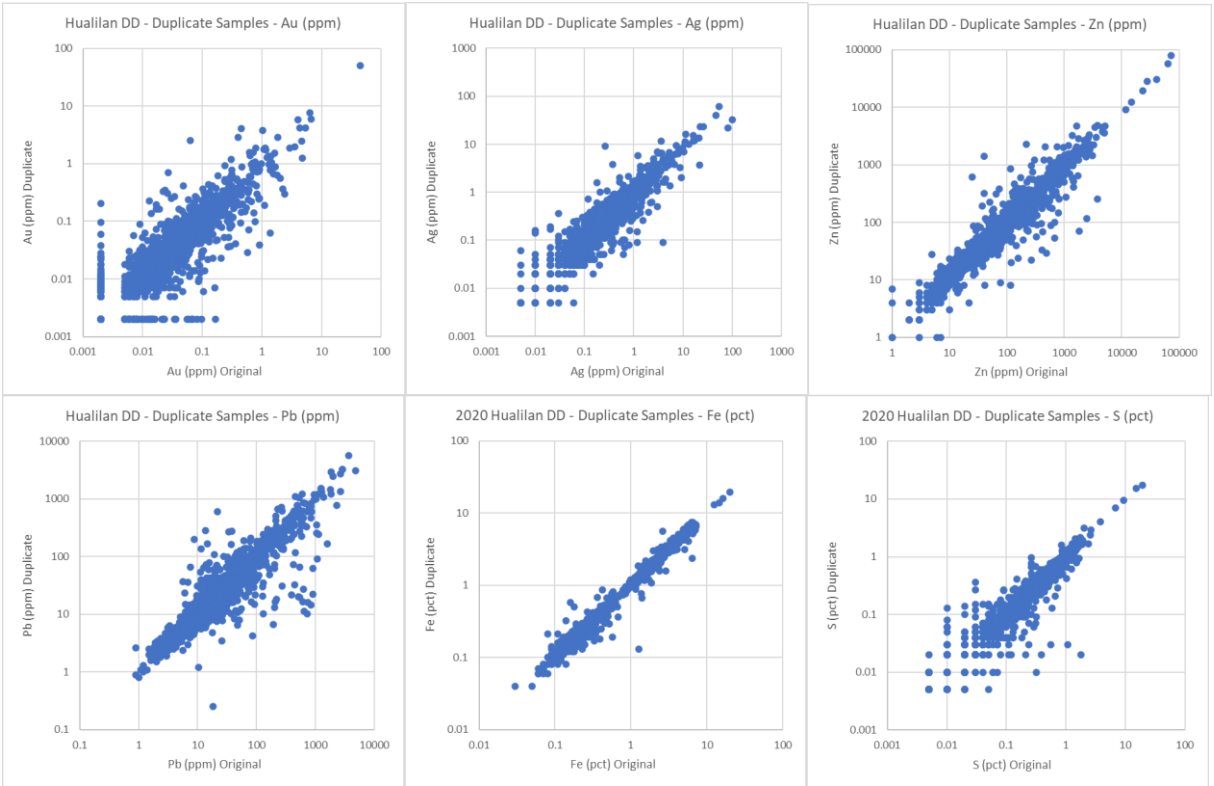 Hualilan DD - Duplicate Samples - Au (ppm)
100
10
1
0.1
0.01
0.001
0.001 0.01 0.1 1 10 100
Au (ppm) Duplicate
Au (ppm) Original
Hualilan DD - Duplicate Samples - Ag (ppm)
1000
100
10
1
0.1
0.01
0.001
0.001 0.01 0.1 1 10 100 1000
Ag (ppm) Duplicate
Ag (ppm) Original
Hualilan DD - Duplicate Samples - Zn (ppm)
100000
10000
1000
100
10
1
1 10 100 1000 10000 100000
Zn (ppm) Duplicate
Zn (ppm) Original
Hualilan DD - Duplicate Samples - Pb (ppm)
10000
1000
100
10
1
0.1
0.1 1 10 100 1000 10000
Pb (ppm) Duplicate
Pb (ppm) Original
2020 Hualilan DD - Duplicate Samples - Fe (pct)
100
10
1
0.1
0.01
0.01 0.1 1 10 100
Fe (pct) Duplicate
Fe (pct) Original
2020 Hualilan DD - Duplicate Samples - S (pct)
100
10
1
0.1
0.01
0.001
0.001 0.01 0.1 1 10 100
S (pct) Duplicate
S (pct) Original